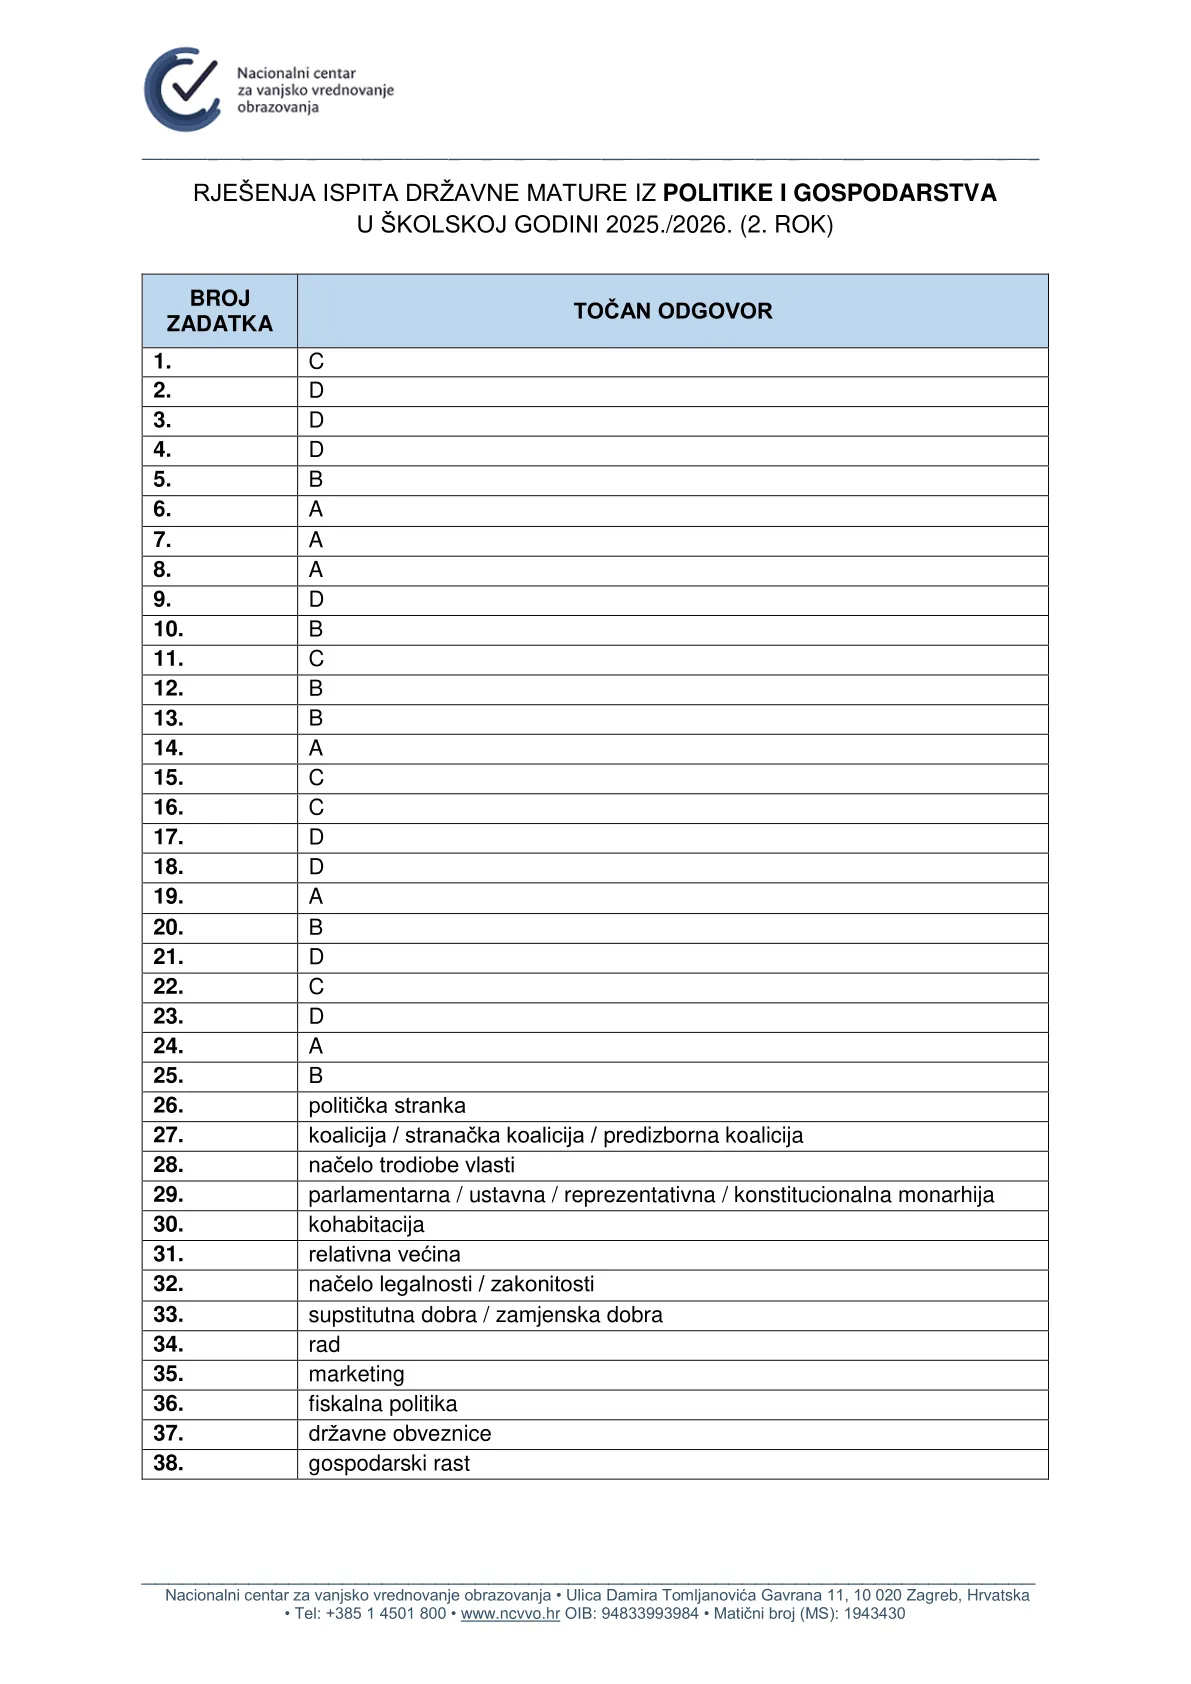 Nacionalni centar
za vanjsko vrednovanje
obrazovanja
RJEŠENJA ISPITA DRŽAVNE MATURE IZ POLITIKE I GOSPODARSTVA
U ŠKOLSKOJ GODINI 2025./2026. (2. ROK)
BROJ ZADATKA TOČAN ODGOVOR
1. C
2. D
3. D
4. D
5. B
6. A
7. A
8. A
9. D
10. B
11. C
12. B
13. B
14. A
15. C
16. C
17. D
18. D
19. A
20. B
21. D
22. C
23. D
24. A
25. B
26. politička stranka
27. koalicija / stranačka koalicija / predizborna koalicija
28. načelo trodiobe vlasti
29. parlamentarna / ustavna / reprezentativna / konstitucionalna monarhija
30. kohabitacija
31. relativna većina
32. načelo legalnosti / zakonitosti
33. supstitutna dobra / zamjenska dobra
34. rad
35. marketing
36. fiskalna politika
37. državne obveznice
38. gospodarski rast
Nacionalni centar za vanjsko vrednovanje obrazovanja • Ulica Damira Tomljanovića Gavrana 11, 10 020 Zagreb, Hrvatska
• Tel: +385 1 4501 800 • www.ncvvo.hr OIB: 94833993984 • Matični broj (MS): 1943430